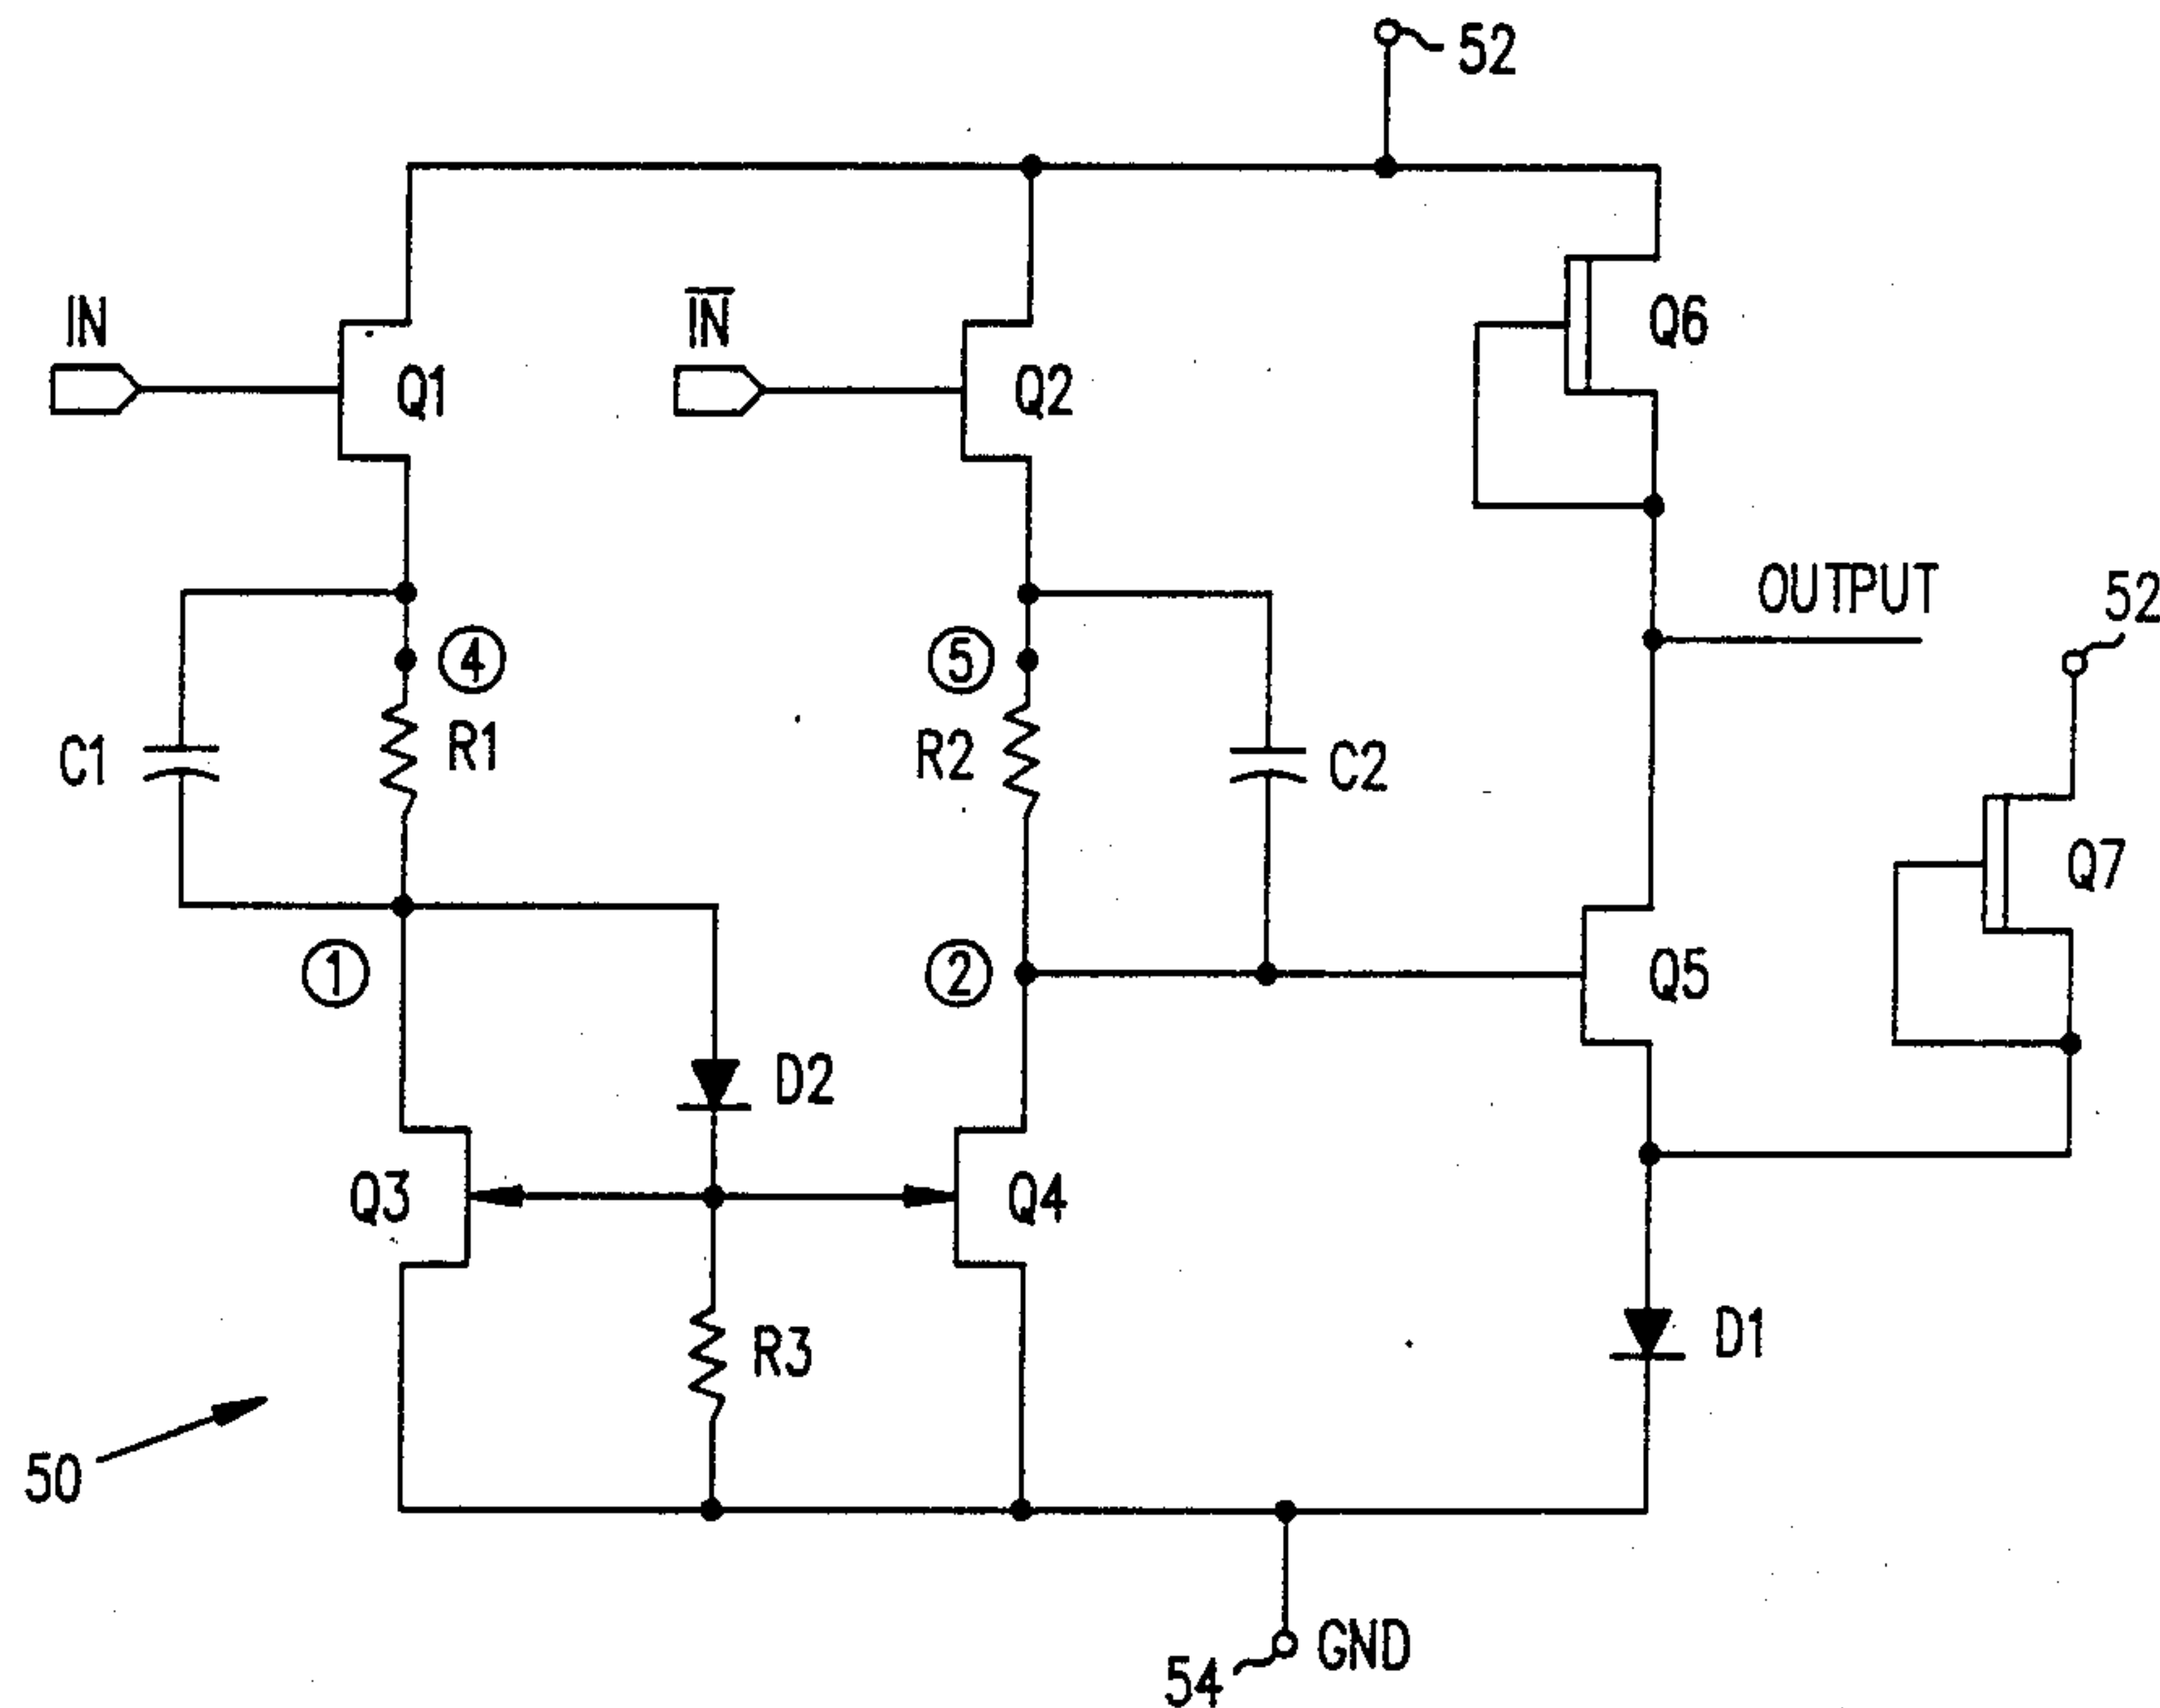 52
IN
I̅N̅
Q6
Q1
Q2
OUTPUT
52
④
⑤
C1
R1
R2
C2
Q7
①
②
Q5
D2
Q3
Q4
R3
D1
50
GND
54